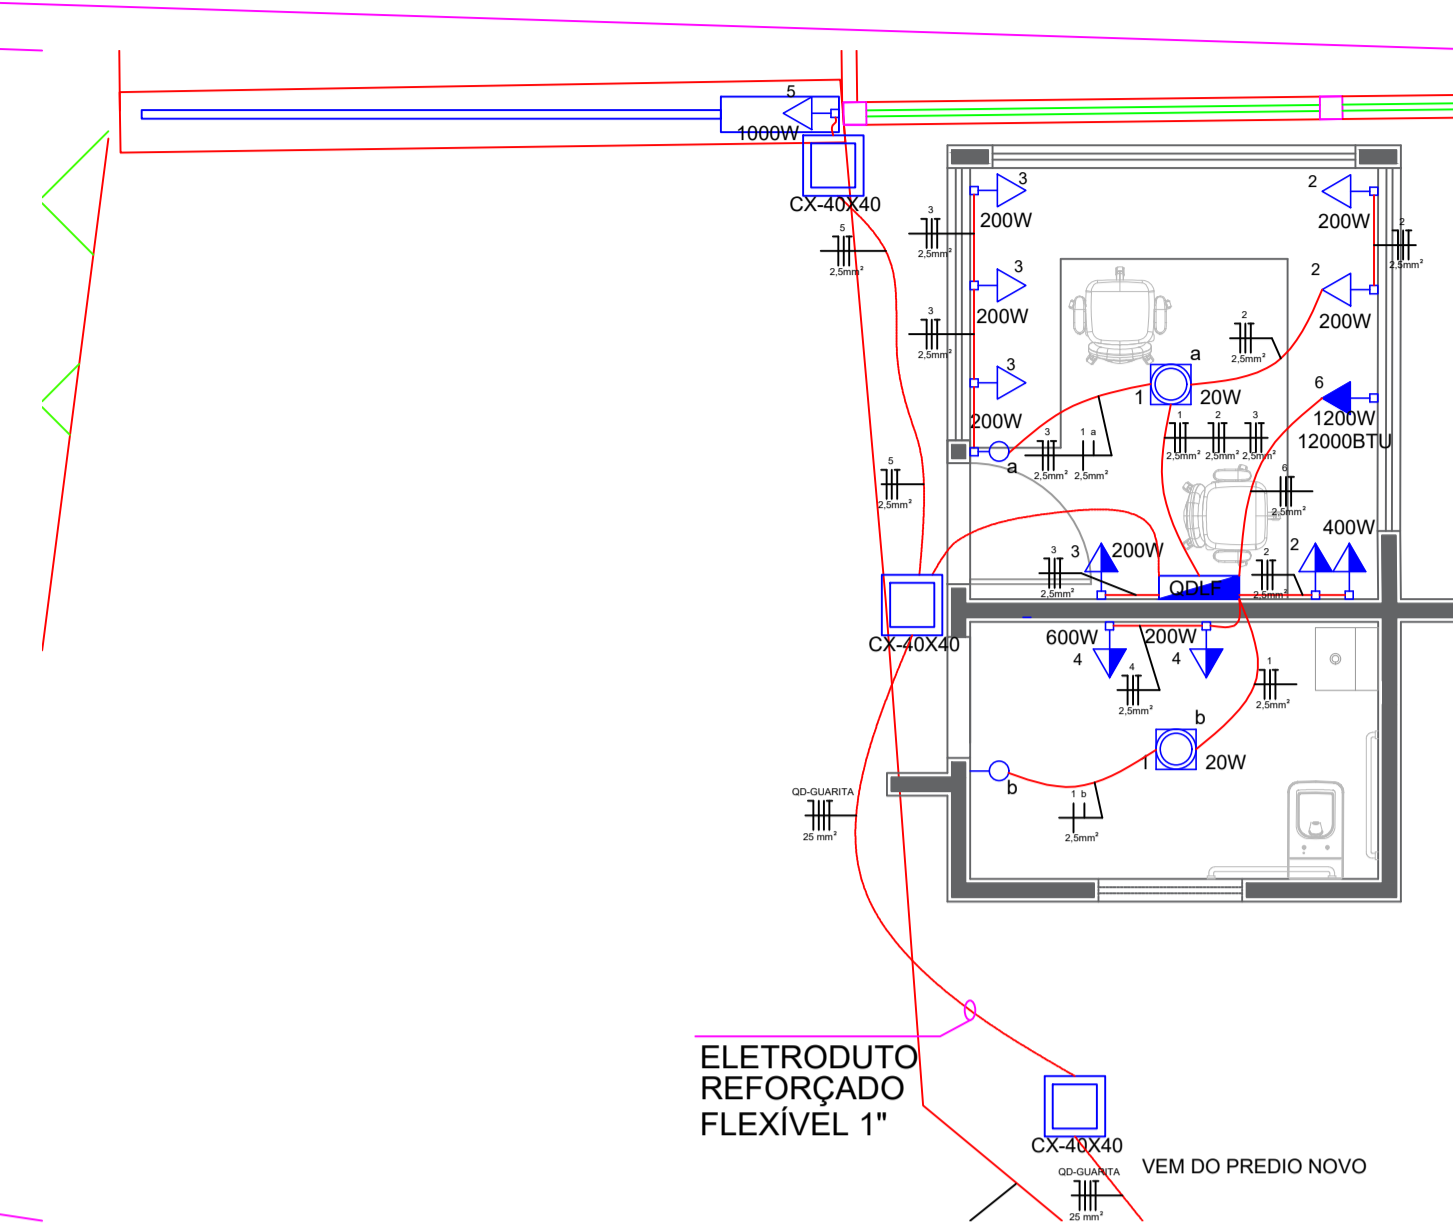 5
1000W
CX-40X40
5
2,5mm²
3
200W
3
2,5mm²
3
200W
3
2,5mm²
3
200W
2
200W
2
2,5mm²
2
200W
2
2,5mm²
a
1
20W
6
1200W
12000BTU
a
3
2,5mm²
1 a
2,5mm²
1
2,5mm²
2
2,5mm²
3
2,5mm²
5
2,5mm²
6
2,5mm²
400W
3
2,5mm²
3
200W
QDLF
2
2,5mm²
2
CX-40X40
600W
4
200W
4
4
2,5mm²
1
2,5mm²
b
1
20W
b
1 b
2,5mm²
QD-GUARITA
25 mm²
ELETRODUTO
REFORÇADO
FLEXÍVEL 1"
CX-40X40
VEM DO PREDIO NOVO
QD-GUARITA
25 mm²